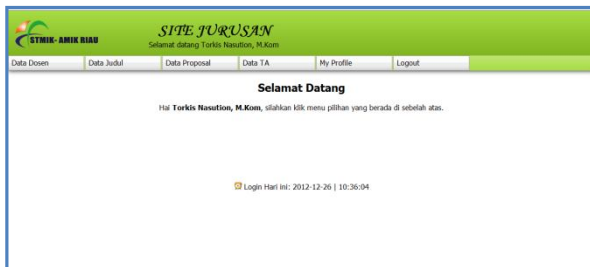 STMIK- AMIK RIAU
SITE JURUSAN
Selamat datang Torkis Nasution, M.Kom
Data Dosen Data Judul Data Proposal Data TA My Profile Logout
Selamat Datang
Hai Torkis Nasution, M.Kom, silahkan klik menu pilihan yang berada di sebelah atas.
Login Hari ini: 2012-12-26 | 10:36:04